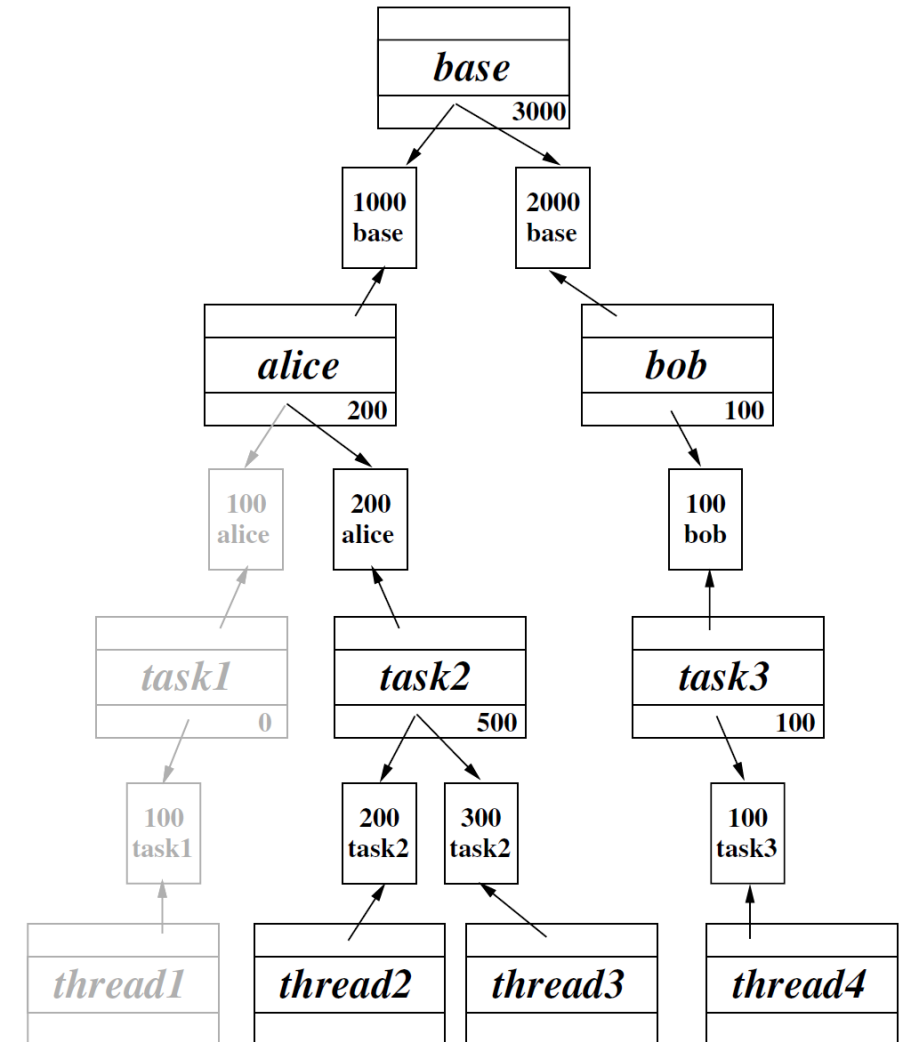 base
3000
1000
base
2000
base
alice
200
bob
100
100
alice
200
alice
100
bob
task1
0
task2
500
task3
100
100
task1
200
task2
300
task2
100
task3
thread1
thread2
thread3
thread4